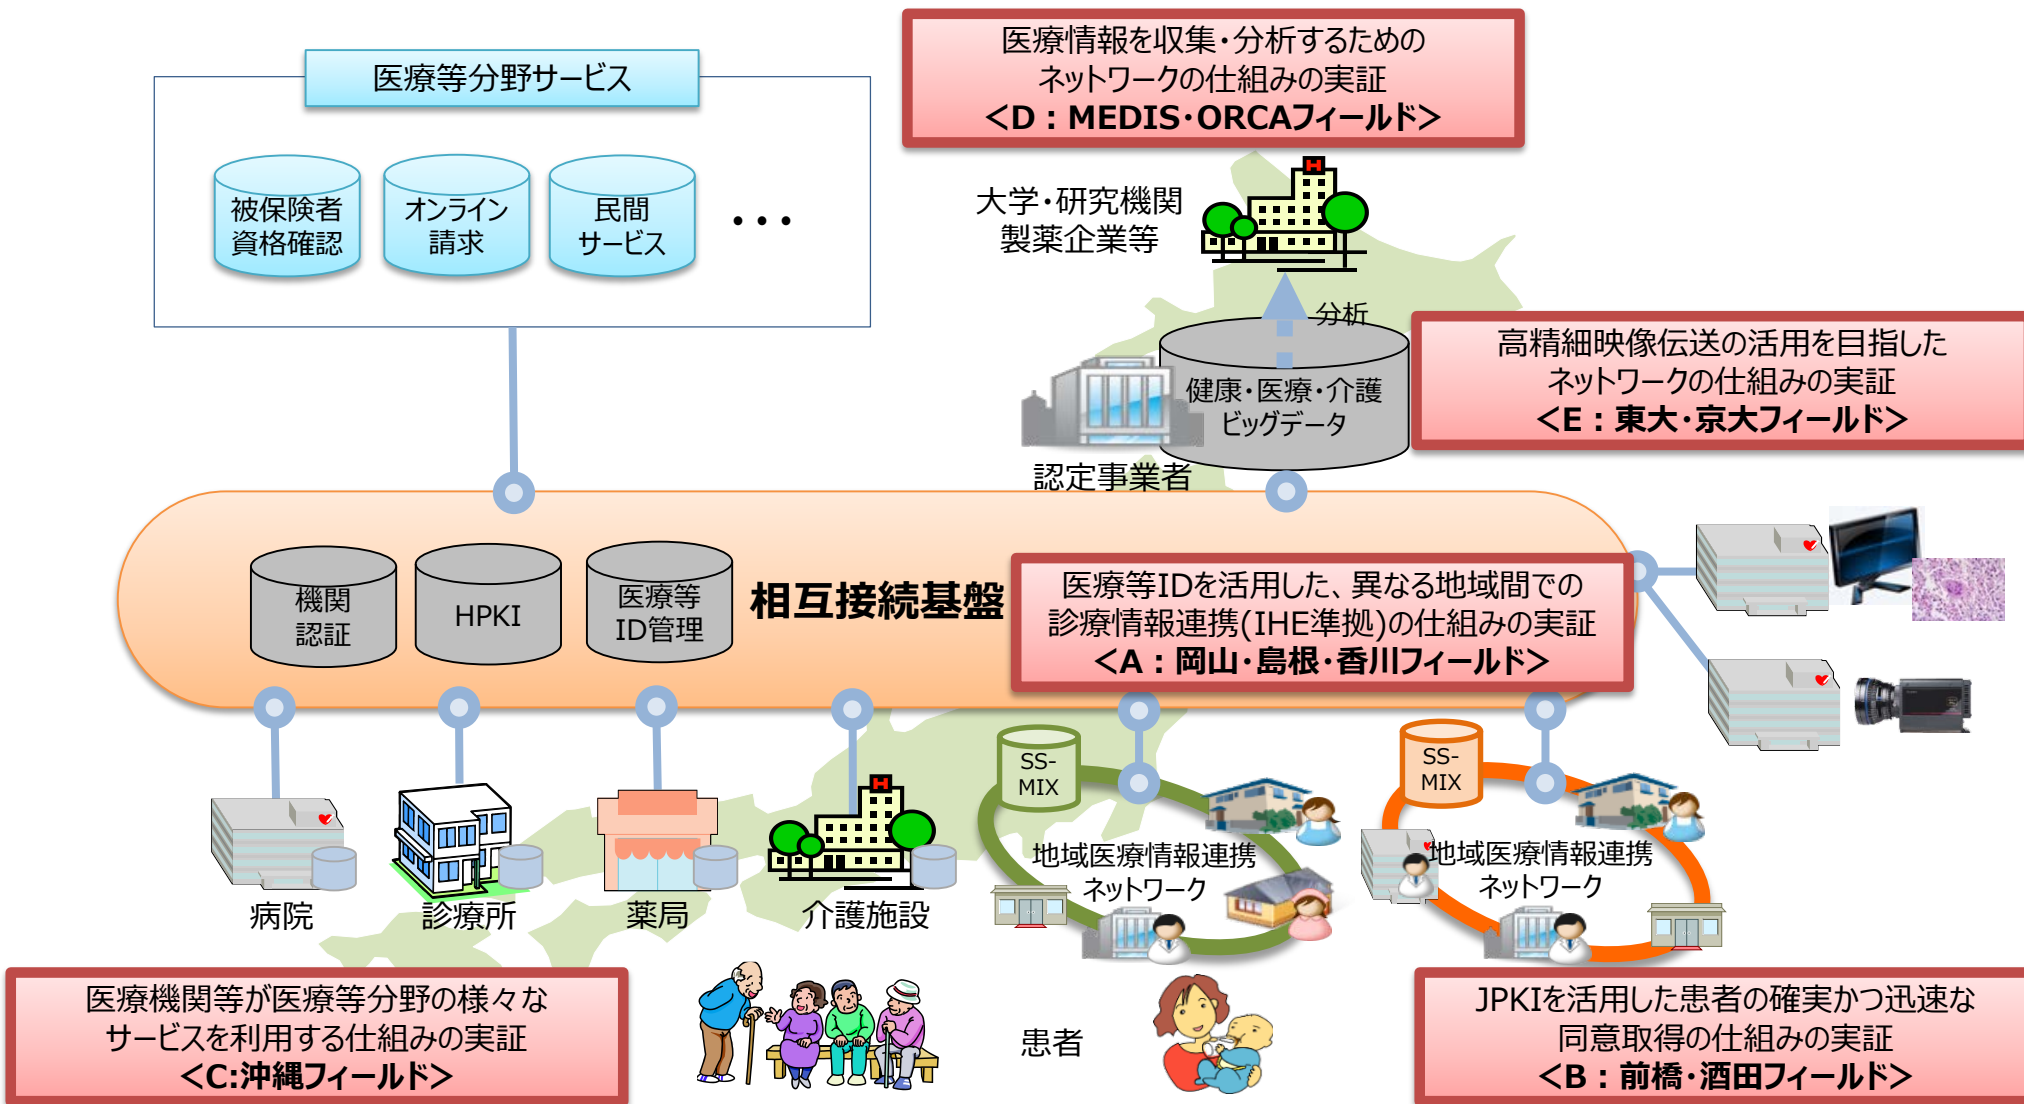 医療等分野サービス
被保険者
資格確認
オンライン
請求
民間
サービス
・・・
医療情報を収集・分析するための
ネットワークの仕組みの実証
<D：MEDIS・ORCAフィールド>
大学・研究機関
製薬企業等
分析
健康・医療・介護
ビッグデータ
認定事業者
高精細映像伝送の活用を目指した
ネットワークの仕組みの実証
<E：東大・京大フィールド>
機関
認証
HPKI
医療等
ID管理
相互接続基盤
医療等IDを活用した、異なる地域間での
診療情報連携(IHE準拠)の仕組みの実証
<A：岡山・島根・香川フィールド>
病院
診療所
薬局
介護施設
SS-
MIX
地域医療情報連携
ネットワーク
SS-
MIX
地域医療情報連携
ネットワーク
医療機関等が医療等分野の様々な
サービスを利用する仕組みの実証
<C:沖縄フィールド>
患者
JPKIを活用した患者の確実かつ迅速な
同意取得の仕組みの実証
<B：前橋・酒田フィールド>
H
H